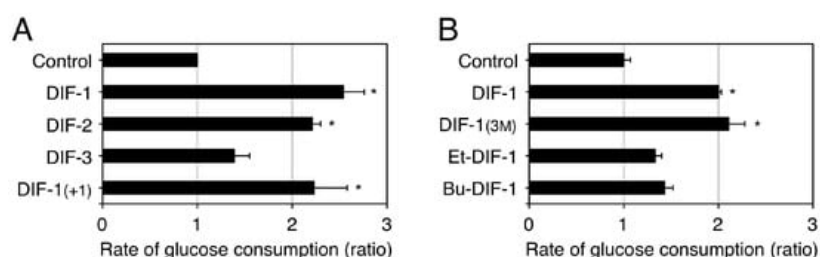 A
Control
DIF-1
*
DIF-2
*
DIF-3
DIF-1(+1)
*
0 1 2 3
Rate of glucose consumption (ratio)
B
Control
DIF-1
*
DIF-1(3M)
*
Et-DIF-1
Bu-DIF-1
0 1 2 3
Rate of glucose consumption (ratio)